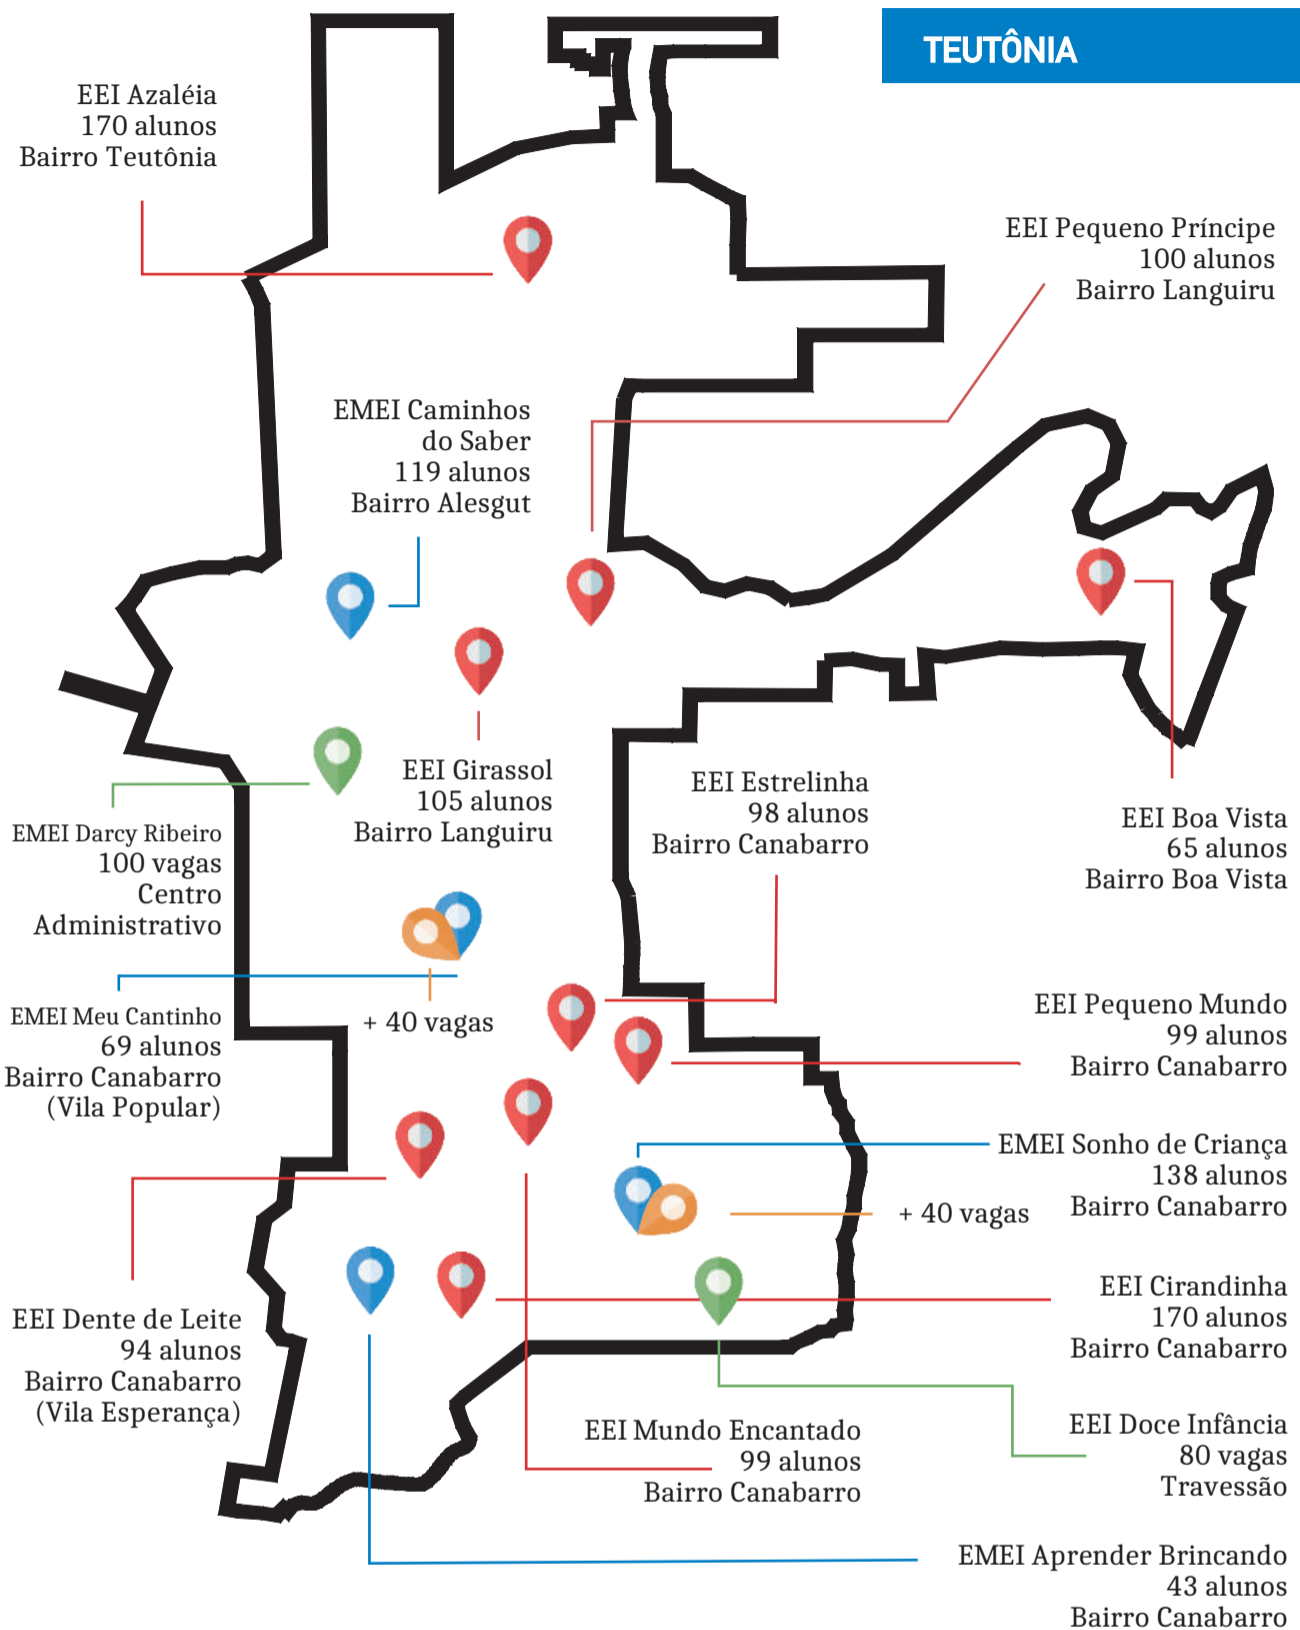 TEUTÔNIA
EEI Azaléia
170 alunos
Bairro Teutônia
EEI Pequeno Príncipe
100 alunos
Bairro Languiru
EMEI Caminhos
do Saber
119 alunos
Bairro Alesgut
EEI Girassol
105 alunos
Bairro Languiru
EEI Estrelinha
98 alunos
Bairro Canabarro
EEI Boa Vista
65 alunos
Bairro Boa Vista
EMEI Darcy Ribeiro
100 vagas
Centro
Administrativo
EMEI Meu Cantinho
69 alunos
Bairro Canabarro
(Vila Popular)
+ 40 vagas
EEI Pequeno Mundo
99 alunos
Bairro Canabarro
EMEI Sonho de Criança
138 alunos
Bairro Canabarro
+ 40 vagas
EEI Cirandinha
170 alunos
Bairro Canabarro
EEI Dente de Leite
94 alunos
Bairro Canabarro
(Vila Esperança)
EEI Mundo Encantado
99 alunos
Bairro Canabarro
EEI Doce Infância
80 vagas
Travessão
EMEI Aprender Brincando
43 alunos
Bairro Canabarro